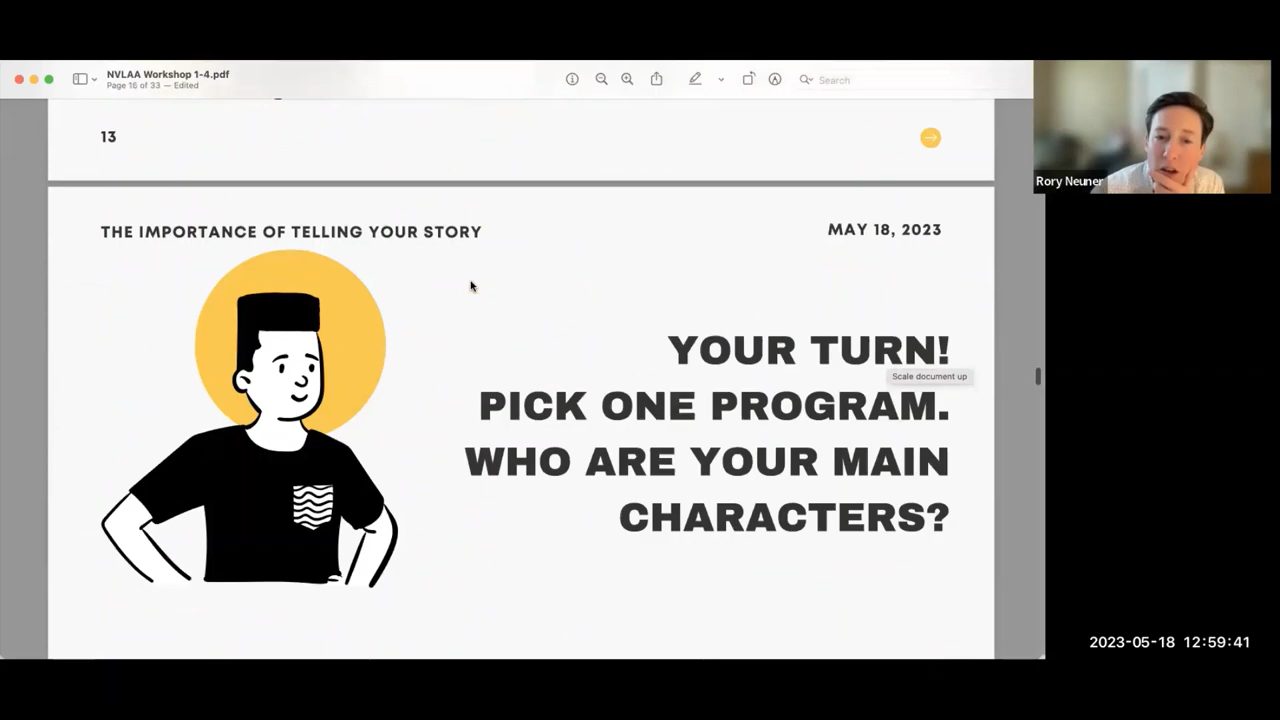 NVLAA Workshop 1-4.pdf
Page 16 of 33 — Edited
Search
Rory Neuner
13
THE IMPORTANCE OF TELLING YOUR STORY
MAY 18, 2023
YOUR TURN!
Scale document up
PICK ONE PROGRAM.
WHO ARE YOUR MAIN
CHARACTERS?
2023-05-18 12:59:41